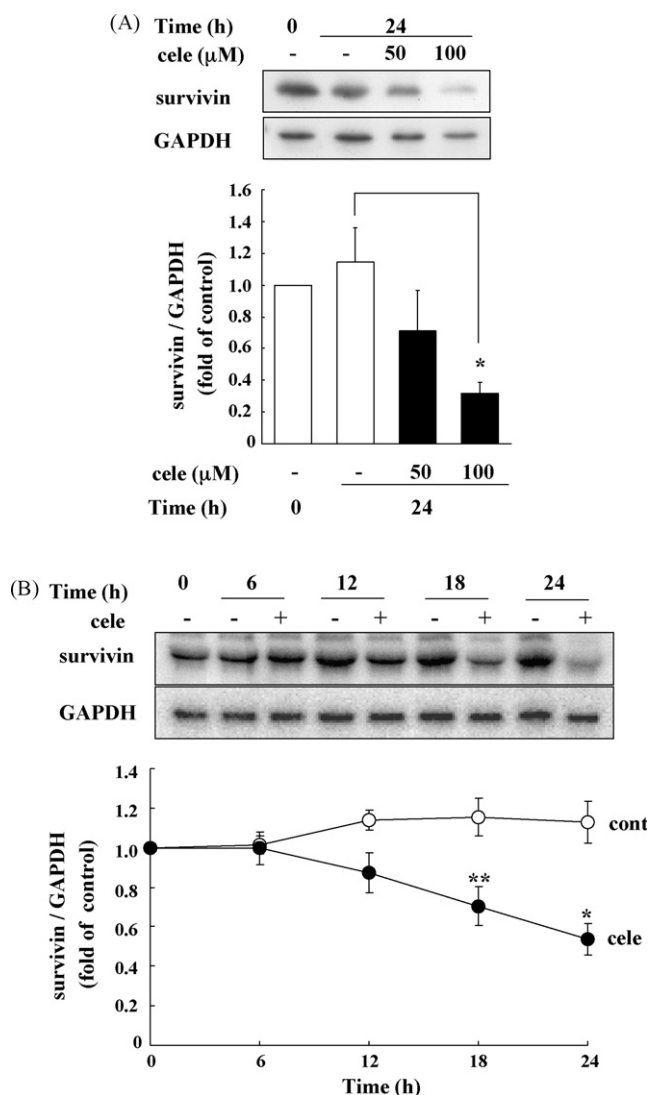 (A)
Time (h) 0 24
cele (μM) - - 50 100
survivin
GAPDH
1.6
1.4
1.2
1.0
0.8
0.6
0.4
0.2
0
survivin / GAPDH
(fold of control)
*
cele (μM) - - 50 100
Time (h) 0 24
(B)
Time (h) 0 6 12 18 24
cele - - + - + - + - +
survivin
GAPDH
1.4
1.2
1.0
0.8
0.6
0.4
0.2
0
survivin / GAPDH
(fold of control)
cont
**
*
cele
0 6 12 18 24
Time (h)